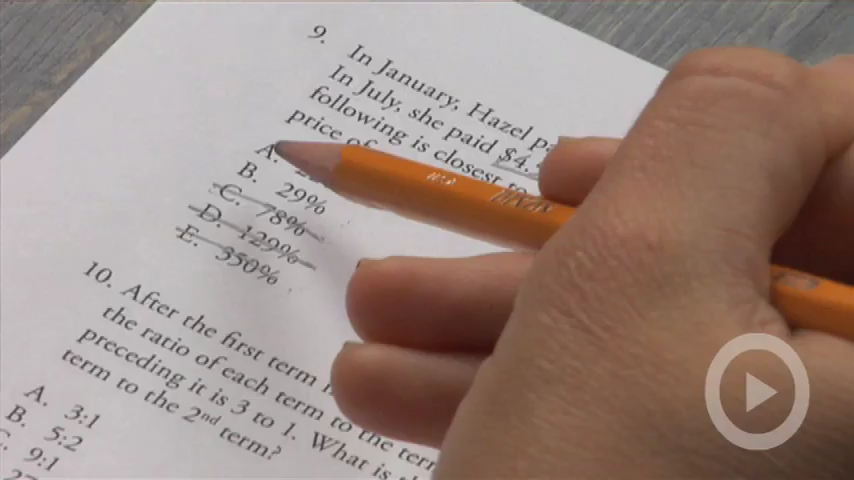 9. In January, Hazel
In July, she paid $4.
following is closest
price of
A.
B. 29%
C. 78%
D. 129%
E. 350%
10. After the first term
the ratio of each term to the term
preceding it is 3 to 1. What is the
term to the 2nd term?
A. 3:1
B. 5:2
9:1